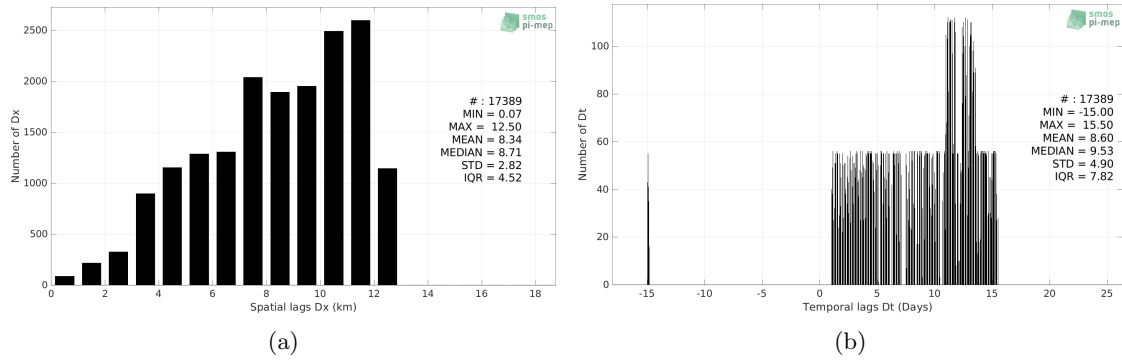 smos
pi-mep
Number of Dx
2500
2000
1500
1000
500
0
# : 17389
MIN = 0.07
MAX = 12.50
MEAN = 8.34
MEDIAN = 8.71
STD = 2.82
IQR = 4.52
0 2 4 6 8 10 12 14 16 18
Spatial lags Dx (km)
(a)
smos
pi-mep
Number of Dt
100
80
60
40
20
0
# : 17389
MIN = -15.00
MAX = 15.50
MEAN = 8.60
MEDIAN = 9.53
STD = 4.90
IQR = 7.82
-15 -10 -5 0 5 10 15 20 25
Temporal lags Dt (Days)
(b)